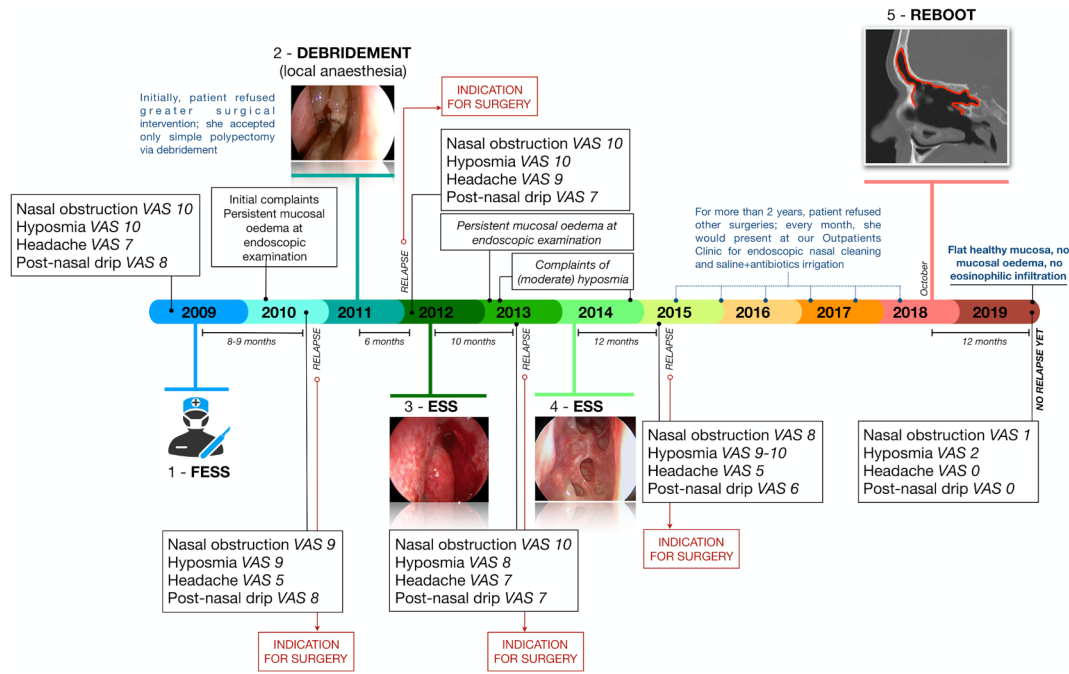 5 - REBOOT
2 - DEBRIDEMENT
(local anaesthesia)
Initially, patient refused
greater surgical
intervention; she accepted
only simple polypectomy
via debridement
INDICATION
FOR SURGERY
Nasal obstruction VAS 10
Hyposmia VAS 10
Headache VAS 7
Post-nasal drip VAS 8
Initial complaints
Persistent mucosal
oedema at
endoscopic
examination
RELAPSE
Nasal obstruction VAS 10
Hyposmia VAS 10
Headache VAS 9
Post-nasal drip VAS 7
Persistent mucosal oedema at
endoscopic examination
Complaints of
(moderate) hyposmia
For more than 2 years, patient refused
other surgeries; every month, she
would present at our Outpatients
Clinic for endoscopic nasal cleaning
and saline+antibiotics irrigation
October
Flat healthy mucosa, no
mucosal oedema, no
eosinophilic infiltration
2009 2010 2011 2012 2013 2014 2015 2016 2017 2018 2019
8-9 months
RELAPSE
6 months
10 months
RELAPSE
12 months
RELAPSE
12 months
NO RELAPSE YET
1 - FESS
3 - ESS
4 - ESS
Nasal obstruction VAS 8
Hyposmia VAS 9-10
Headache VAS 5
Post-nasal drip VAS 6
Nasal obstruction VAS 1
Hyposmia VAS 2
Headache VAS 0
Post-nasal drip VAS 0
INDICATION
FOR SURGERY
Nasal obstruction VAS 9
Hyposmia VAS 9
Headache VAS 5
Post-nasal drip VAS 8
Nasal obstruction VAS 10
Hyposmia VAS 8
Headache VAS 7
Post-nasal drip VAS 7
INDICATION
FOR SURGERY
INDICATION
FOR SURGERY